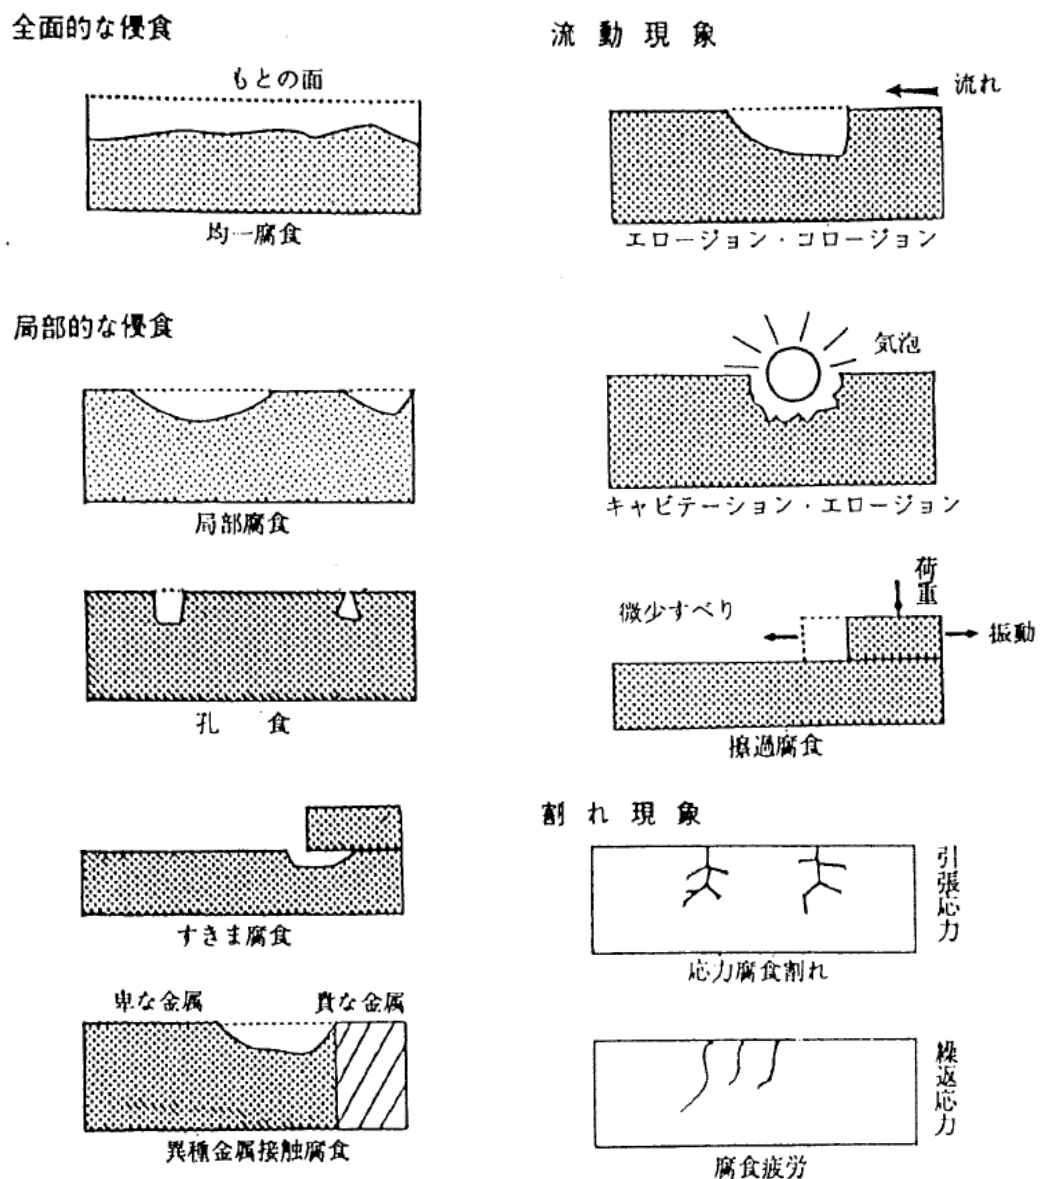 全面的な侵食
もとの面
均一腐食
局部的な侵食
局部腐食
孔 食
すきま腐食
卑な金属 貴な金属
異種金属接触腐食
流動現象
流れ
エロージョン・コロージョン
気泡
キャビテーション・エロージョン
荷重
微少すべり
振動
擦過腐食
割れ現象
引張応力
応力腐食割れ
繰返応力
腐食疲労